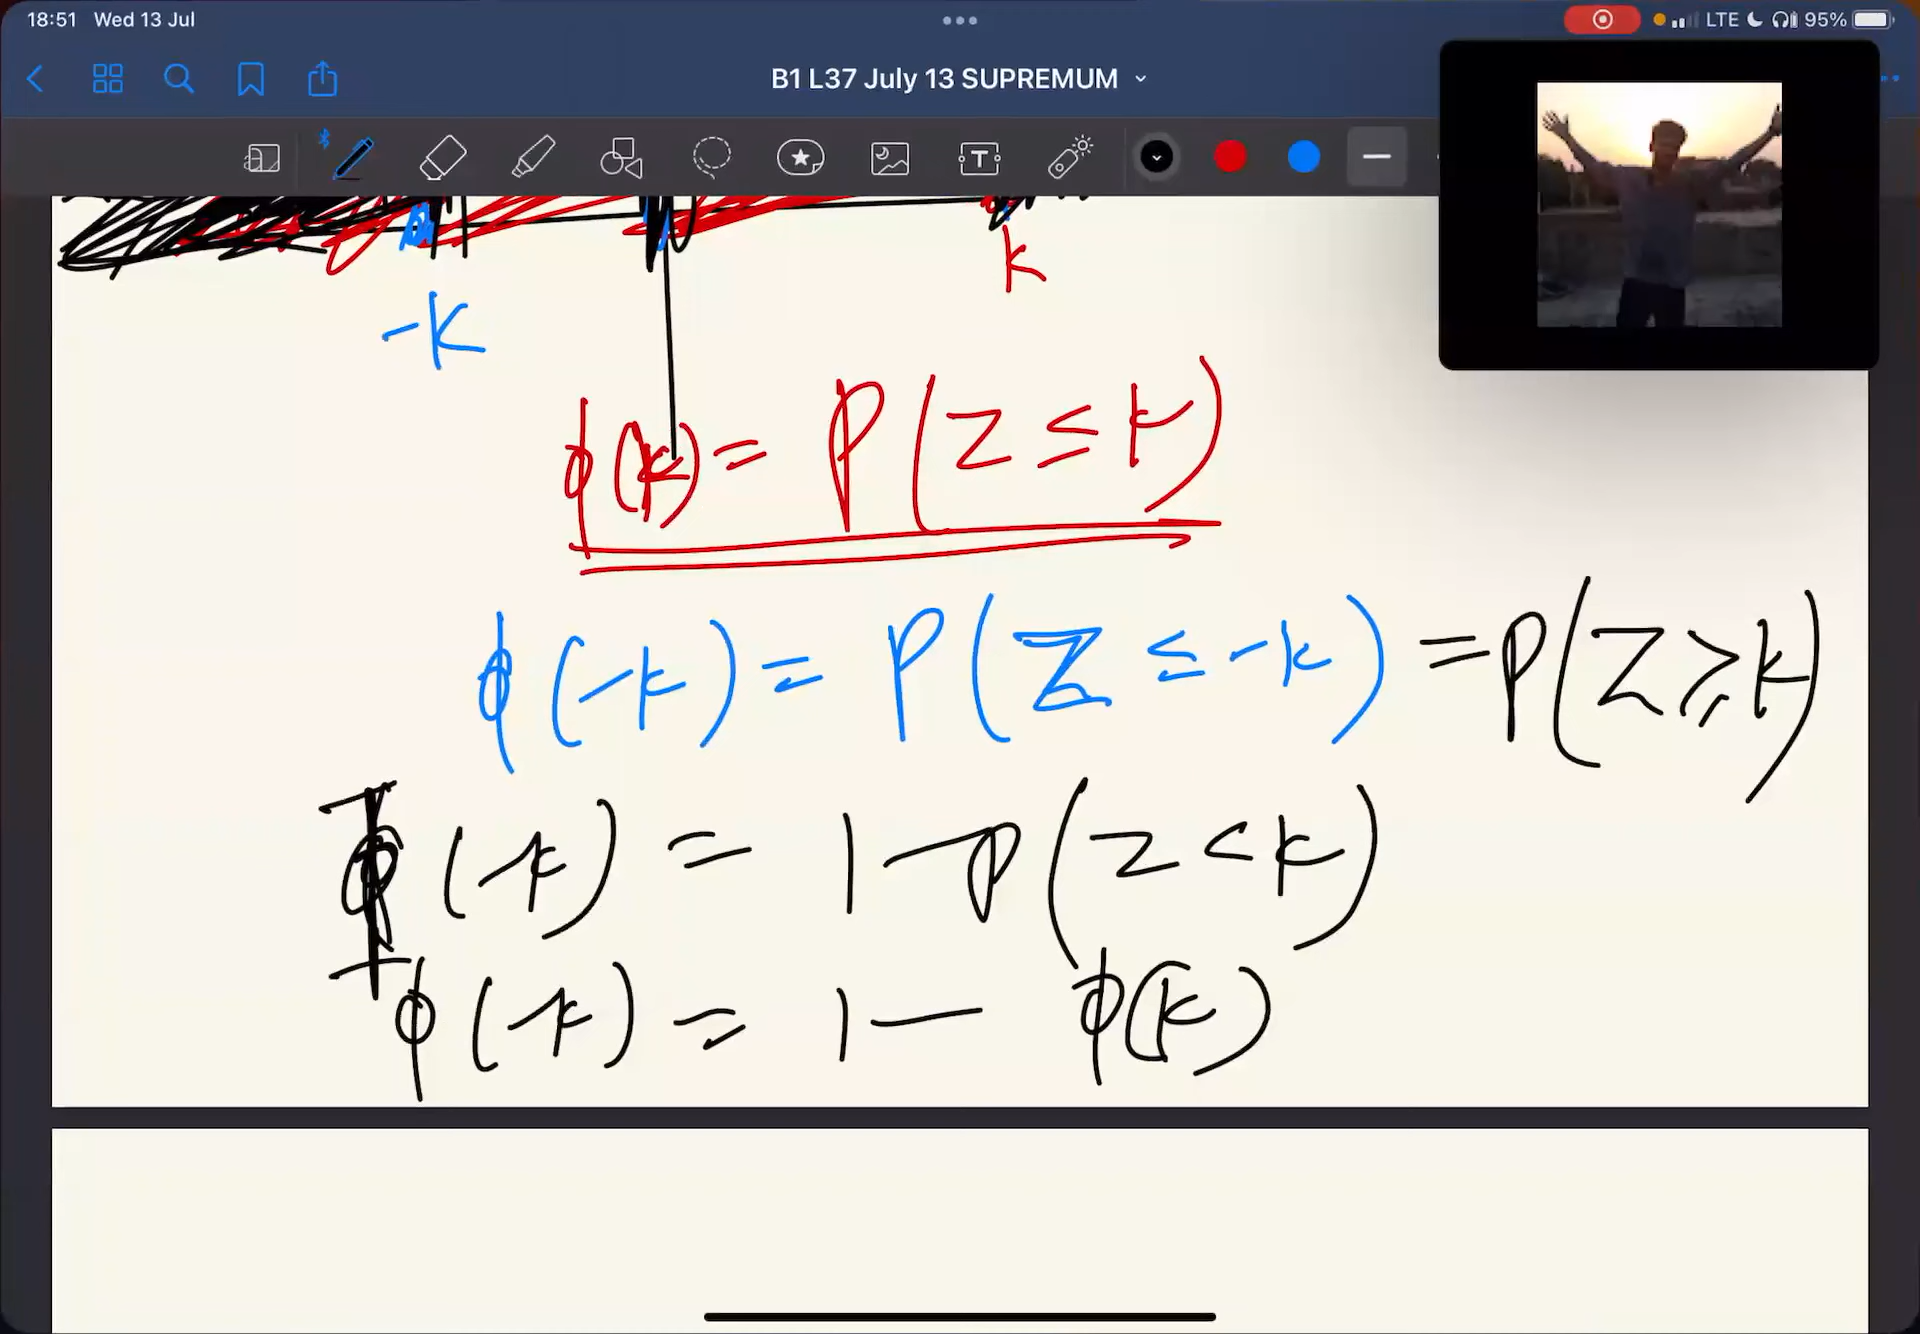 18:51 Wed 13 Jul
LTE 95%
B1 L37 July 13 SUPREMUM
T
-K
K
ϕ(k) = P(Z ≤ k)
ϕ(-k) = P(Z ≤ -k) = P(Z ≥ k)
Φ(-k) = 1 - P(Z < k)
ϕ(-k) = 1 - ϕ(k)